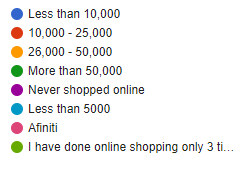 Less than 10,000
10,000 - 25,000
26,000 - 50,000
More than 50,000
Never shopped online
Less than 5000
Afiniti
I have done online shopping only 3 ti…